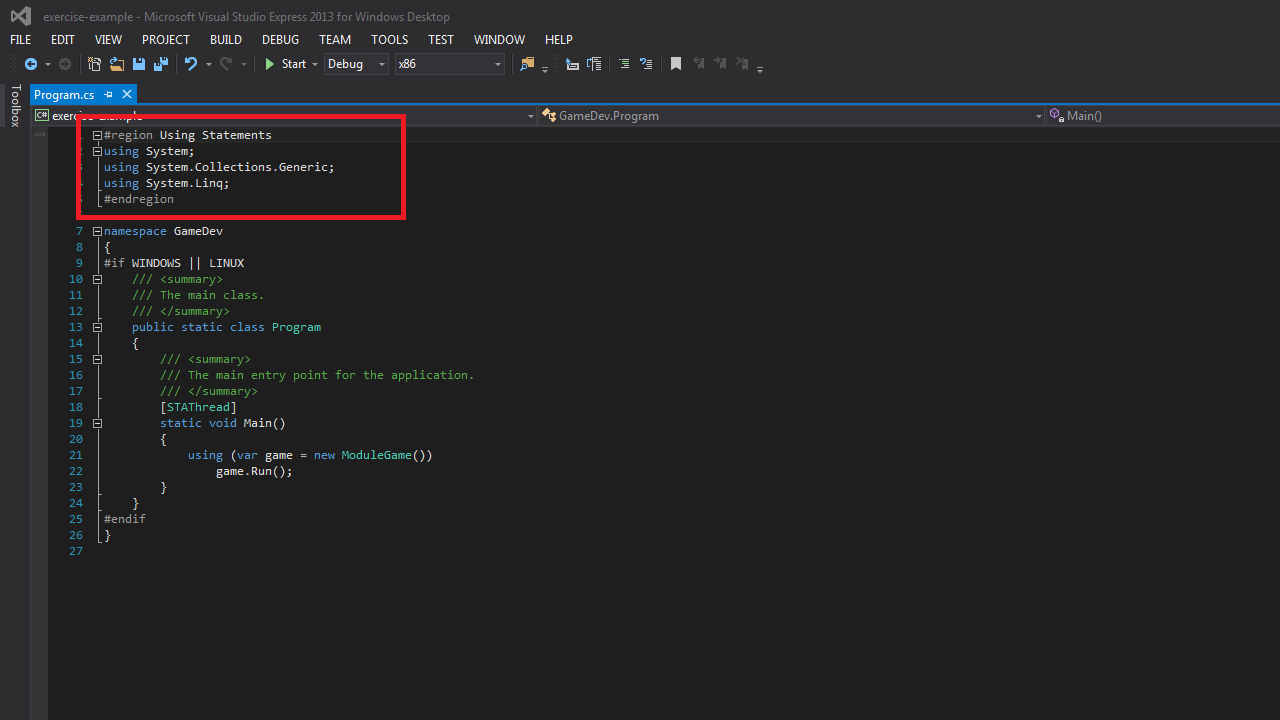 exercise-example - Microsoft Visual Studio Express 2013 for Windows Desktop
FILE EDIT VIEW PROJECT BUILD DEBUG TEAM TOOLS TEST WINDOW HELP
Start Debug x86
Toolbox
Program.cs
C# GameDev.Program Main()
#region Using Statements
using System;
using System.Collections.Generic;
using System.Linq;
#endregion
7 namespace GameDev
8 {
9 #if WINDOWS || LINUX
10 /// <summary>
11 /// The main class.
12 /// </summary>
13 public static class Program
14 {
15 /// <summary>
16 /// The main entry point for the application.
17 /// </summary>
18 [STAThread]
19 static void Main()
20 {
21 using (var game = new ModuleGame())
22 game.Run();
23 }
24 }
25 #endif
26 }
27